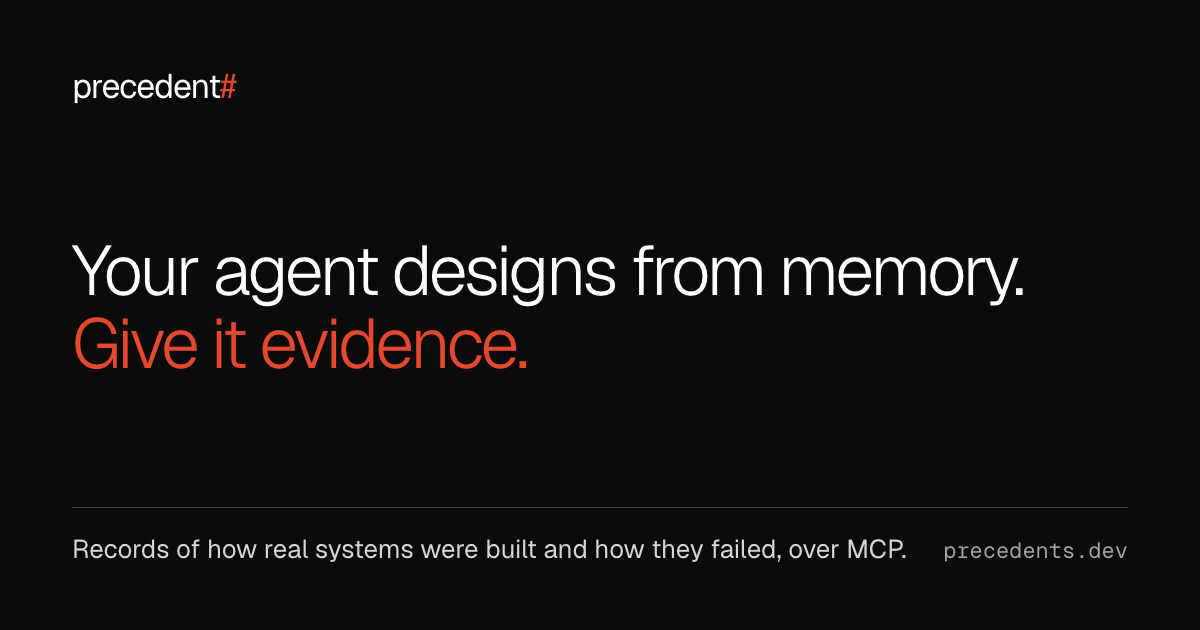 precedent#
Your agent designs from memory.
Give it evidence.
Records of how real systems were built and how they failed, over MCP.
precedents.dev